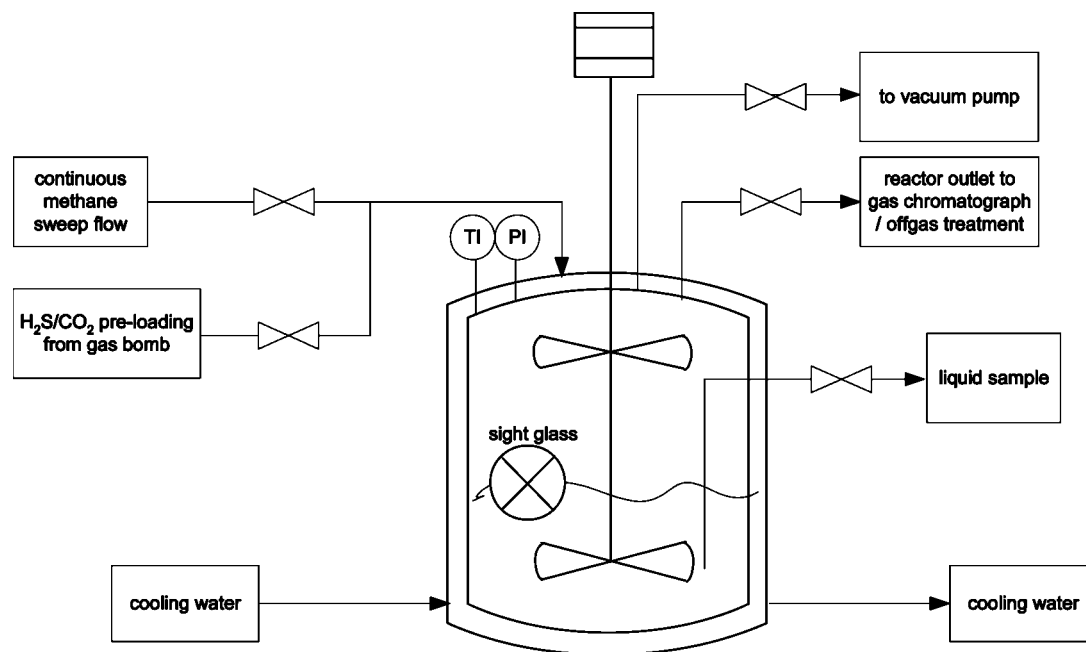 to vacuum pump
continuous
methane
sweep flow
reactor outlet to
gas chromatograph
/ offgas treatment
TI
PI
H₂S/CO₂ pre-loading
from gas bomb
liquid sample
sight glass
cooling water
cooling water